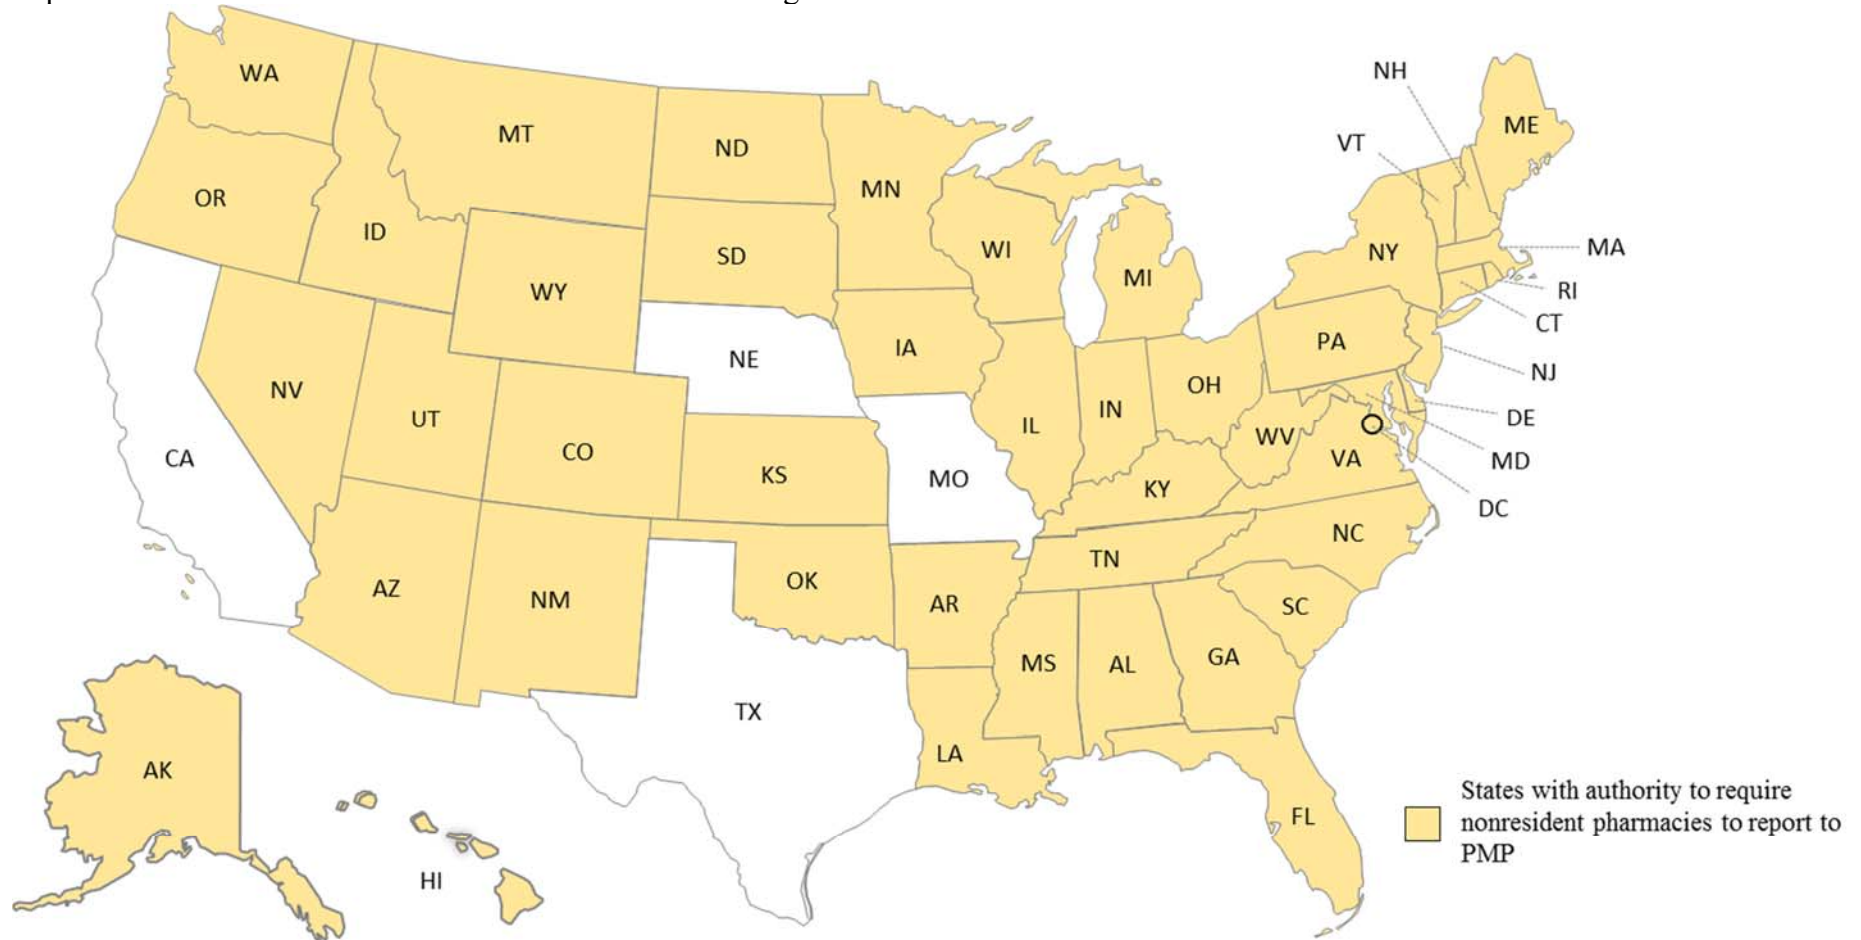 WA
MT
ND
MN
OR
ID
SD
WI
WY
MI
NH
VT
ME
NY
MA
RI
CT
NJ
PA
DE
MD
DC
NE
IA
NV
UT
CO
IL
IN
OH
WV
VA
CA
KS
MO
KY
NC
TN
AZ
NM
OK
AR
SC
MS
AL
GA
TX
LA
AK
HI
FL
States with authority to require
nonresident pharmacies to report to
PMP